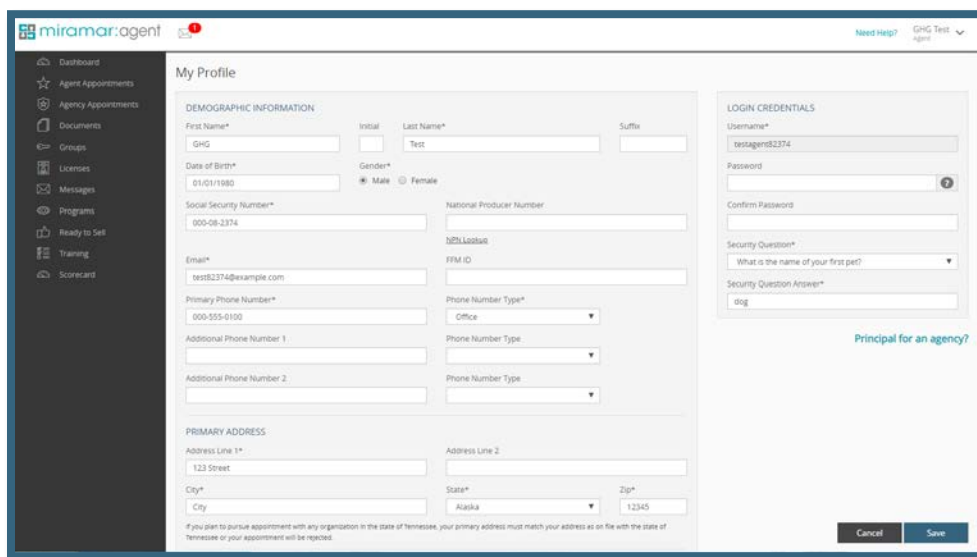 miramar:agent
1
Need Help?
GHG Test
Agent
Dashboard
Agent Appointments
Agency Appointments
Documents
Groups
Licenses
Messages
Programs
Ready to Sell
Training
Scorecard
My Profile
DEMOGRAPHIC INFORMATION
First Name* Initial Last Name* Suffix
GHG Test
Date of Birth* Gender*
01/01/1980 Male Female
Social Security Number* National Producer Number
000-08-2374
NPN Lookup
Email* FFM ID
test82374@example.com
Primary Phone Number* Phone Number Type*
000-555-0100 Office
Additional Phone Number 1 Phone Number Type
Additional Phone Number 2 Phone Number Type
PRIMARY ADDRESS
Address Line 1* Address Line 2
123 Street
City* State* Zip*
City Alaska 12345
If you plan to pursue appointment with any organization in the state of Tennessee, your primary address must match your address as on file with the state of
Tennessee or your appointment will be rejected.
LOGIN CREDENTIALS
Username*
testagent82374
Password
?
Confirm Password
Security Question*
What is the name of your first pet?
Security Question Answer*
dog
Principal for an agency?
Cancel Save